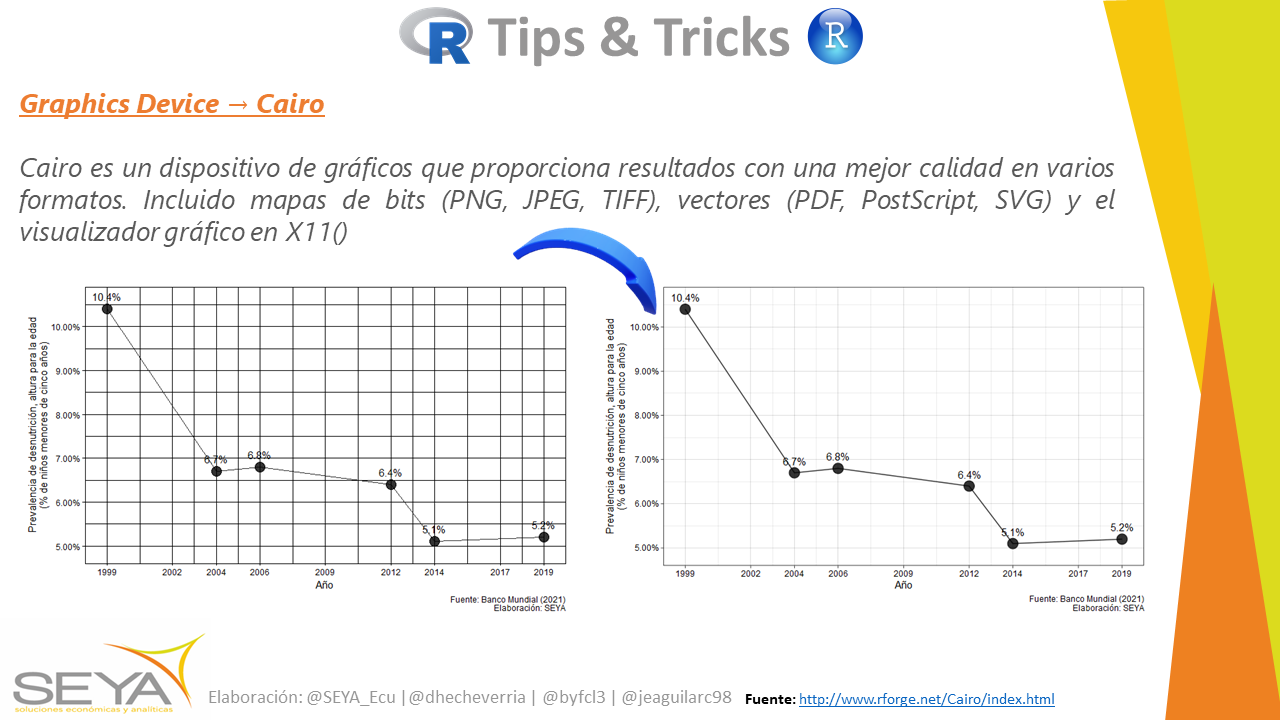 R Tips & Tricks R
Graphics Device → Cairo
Cairo es un dispositivo de gráficos que proporciona resultados con una mejor calidad en varios
formatos. Incluido mapas de bits (PNG, JPEG, TIFF), vectores (PDF, PostScript, SVG) y el
visualizador gráfico en X11()
Prevalencia de desnutrición, altura para la edad
(% de niños menores de cinco años)
10.00%
9.00%
8.00%
7.00%
6.00%
5.00%
10.4%
6.7%
6.8%
6.4%
5.1%
5.2%
1999 2002 2004 2006 2009 2012 2014 2017 2019
Año
Fuente: Banco Mundial (2021)
Elaboración: SEYA
Prevalencia de desnutrición, altura para la edad
(% de niños menores de cinco años)
10.00%
9.00%
8.00%
7.00%
6.00%
5.00%
10.4%
6.7%
6.8%
6.4%
5.1%
5.2%
1999 2002 2004 2006 2009 2012 2014 2017 2019
Año
Fuente: Banco Mundial (2021)
Elaboración: SEYA
SEYA
soluciones económicas y analíticas
Elaboración: @SEYA_Ecu |@dhecheverria | @byfcl3 | @jeaguilarc98 Fuente: http://www.rforge.net/Cairo/index.html